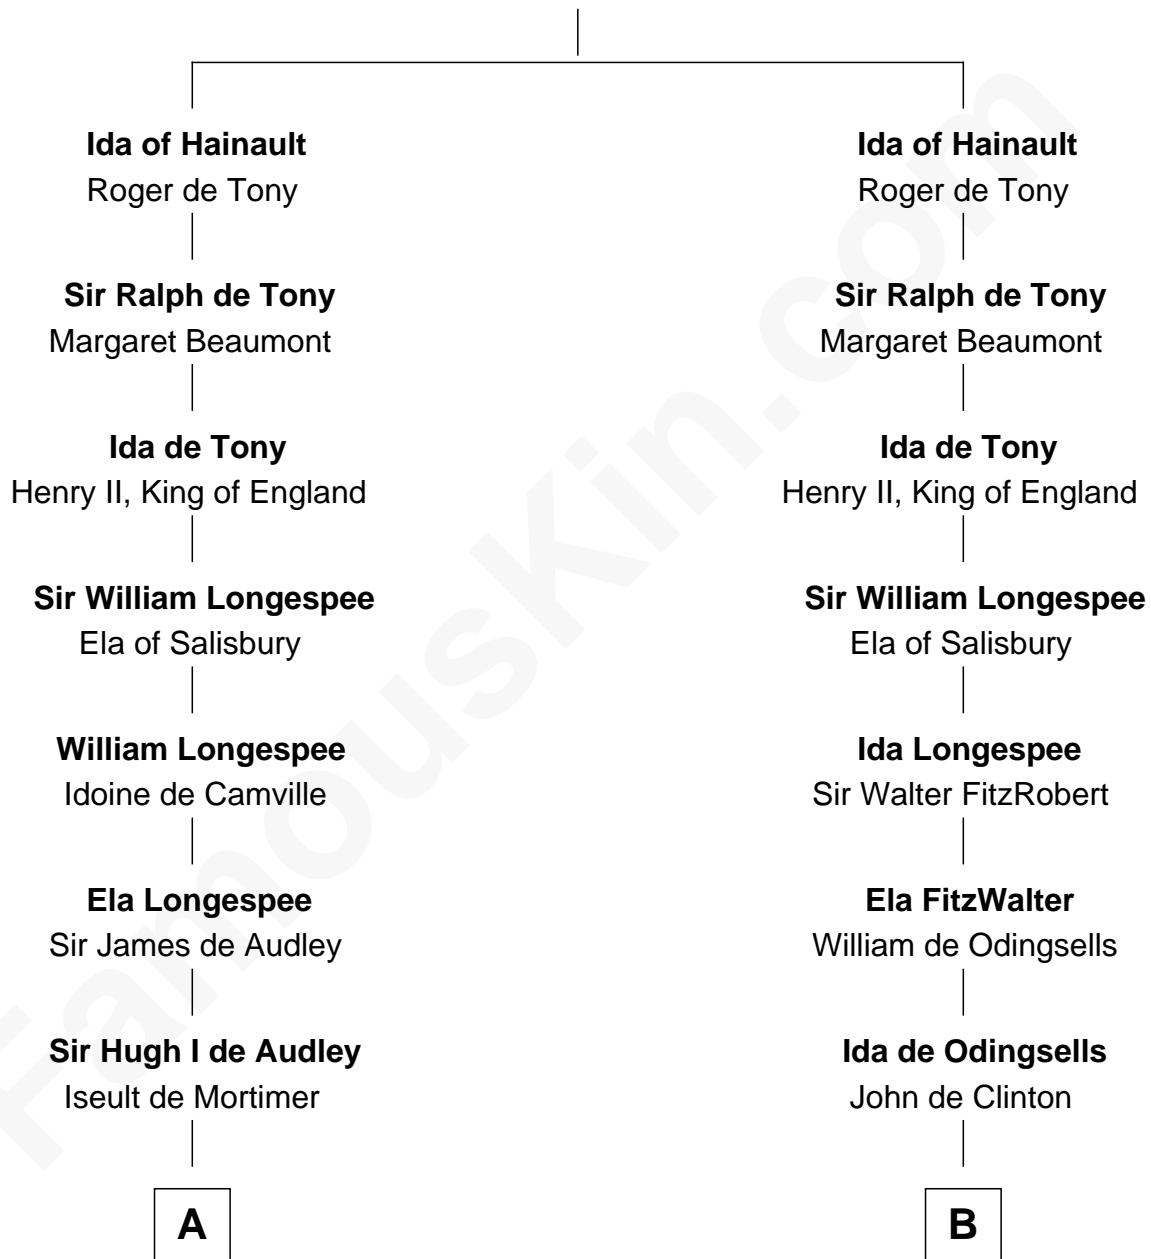 Ida of Hainault
Roger de Tony
Sir Ralph de Tony
Margaret Beaumont
Ida de Tony
Henry II, King of England
Sir William Longespee
Ela of Salisbury
William Longespee
Idoine de Camville
Ela Longespee
Sir James de Audley
Sir Hugh I de Audley
Iseult de Mortimer
A
Ida of Hainault
Roger de Tony
Sir Ralph de Tony
Margaret Beaumont
Ida de Tony
Henry II, King of England
Sir William Longespee
Ela of Salisbury
Ida Longespee
Sir Walter FitzRobert
Ela FitzWalter
William de Odingsells
Ida de Odingsells
John de Clinton
B
FamousKin.com